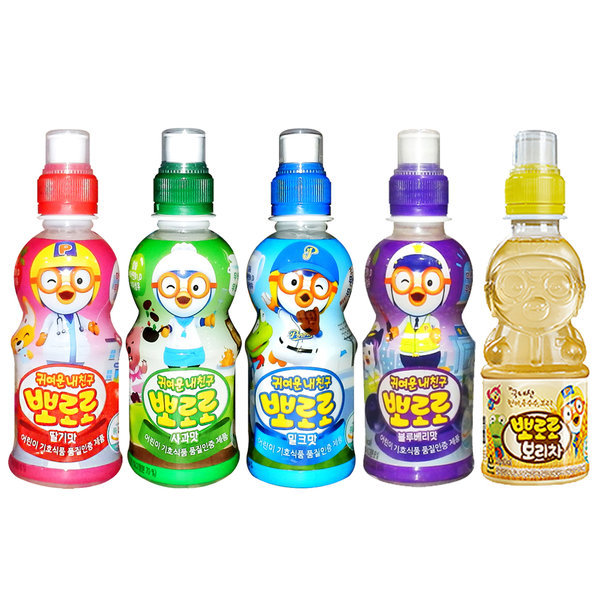 P
귀여운 내친구
뽀로로
딸기맛
어린이 기호식품 품질인증 제품
귀여운 내친구
뽀로로
사과맛
어린이 기호식품 품질인증 제품
P
귀여운 내친구
뽀로로
밀크맛
어린이 기호식품 품질인증 제품
귀여운 내친구
뽀로로
블루베리맛
어린이 기호식품 품질인증 제품
뽀로로
보리차